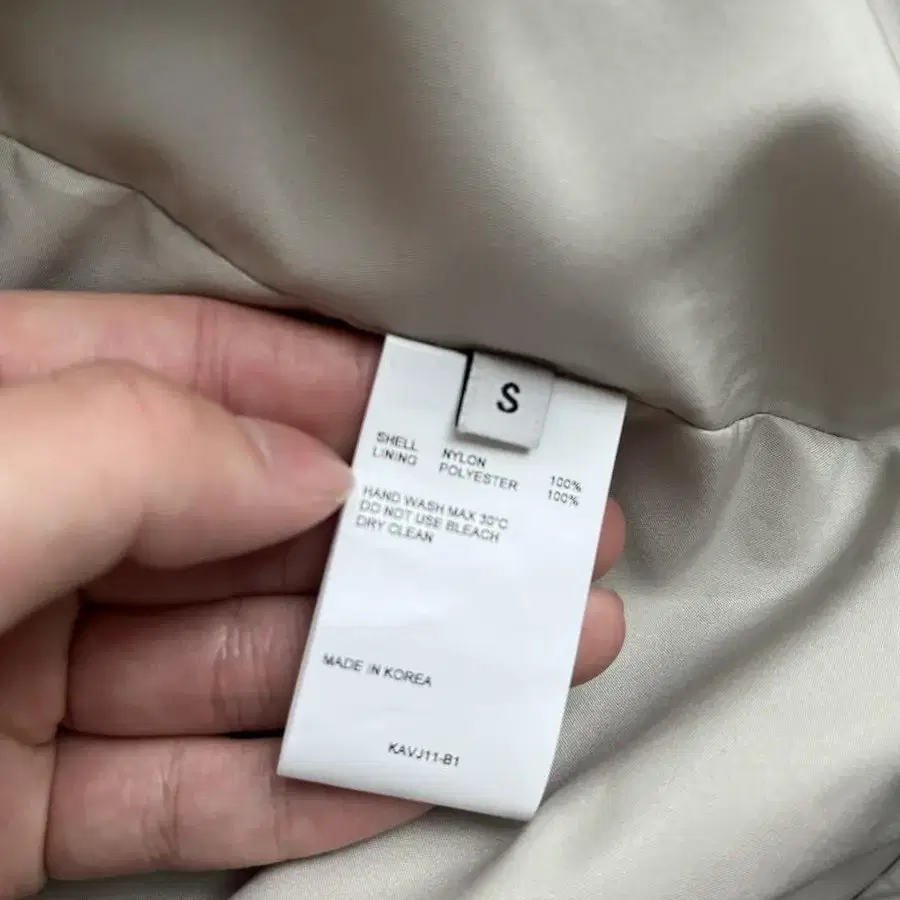 S
SHELL NYLON 100%
LINING POLYESTER 100%
HAND WASH MAX 30°C
DO NOT USE BLEACH
DRY CLEAN
MADE IN KOREA
KAVJ11-B1